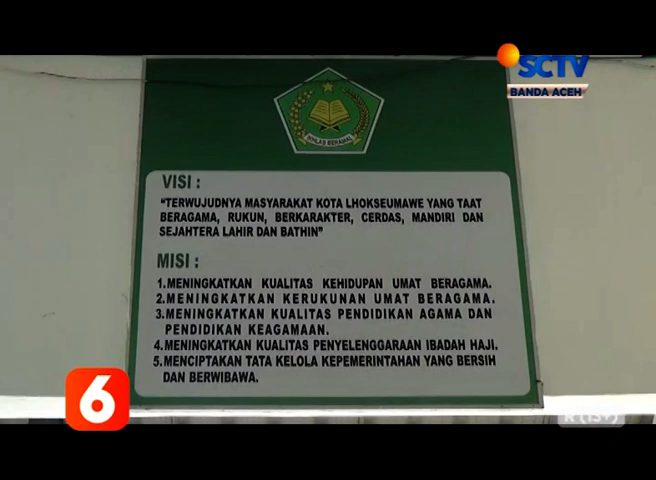 SCTV
BANDA ACEH
IKHLAS BERAMAL
VISI :
“TERWUJUDNYA MASYARAKAT KOTA LHOKSEUMAWE YANG TAAT
BERAGAMA, RUKUN, BERKARAKTER, CERDAS, MANDIRI DAN
SEJAHTERA LAHIR DAN BATHIN”
MISI :
1.MENINGKATKAN KUALITAS KEHIDUPAN UMAT BERAGAMA.
2.MENINGKATKAN KERUKUNAN UMAT BERAGAMA.
3.MENINGKATKAN KUALITAS PENDIDIKAN AGAMA DAN
PENDIDIKAN KEAGAMAAN.
4.MENINGKATKAN KUALITAS PENYELENGGARAAN IBADAH HAJI.
5.MENCIPTAKAN TATA KELOLA KEPEMERINTAHAN YANG BERSIH
DAN BERWIBAWA.
6
R (15+)